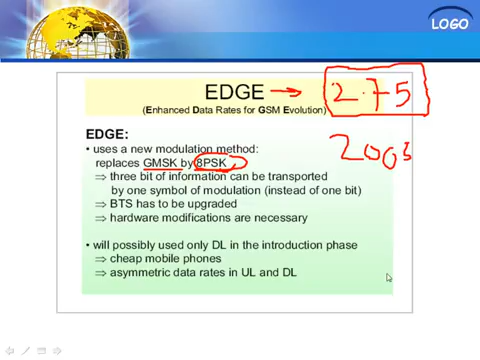 LOGO
EDGE → 2.75
(Enhanced Data Rates for GSM Evolution)
EDGE:
2003
• uses a new modulation method:
replaces GMSK by 8PSK
⇒ three bit of information can be transported
by one symbol of modulation (instead of one bit)
⇒ BTS has to be upgraded
⇒ hardware modifications are necessary
• will possibly used only DL in the introduction phase
⇒ cheap mobile phones
⇒ asymmetric data rates in UL and DL